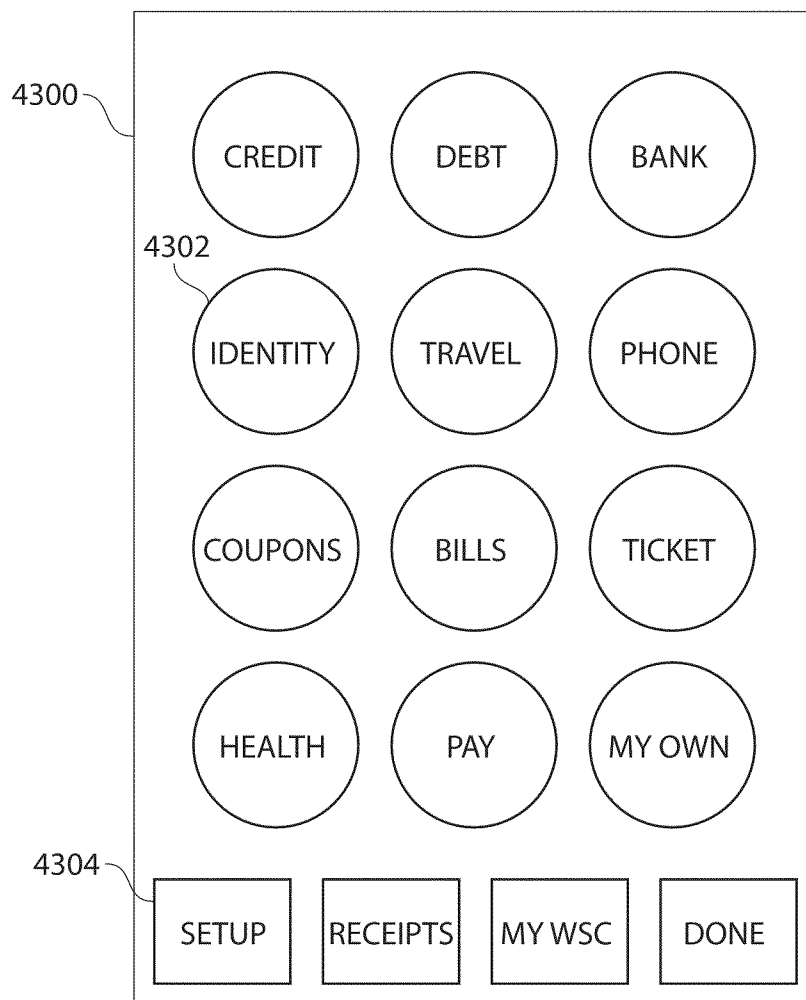 4300
CREDIT DEBT BANK
4302
IDENTITY TRAVEL PHONE
COUPONS BILLS TICKET
HEALTH PAY MY OWN
4304
SETUP RECEIPTS MY WSC DONE